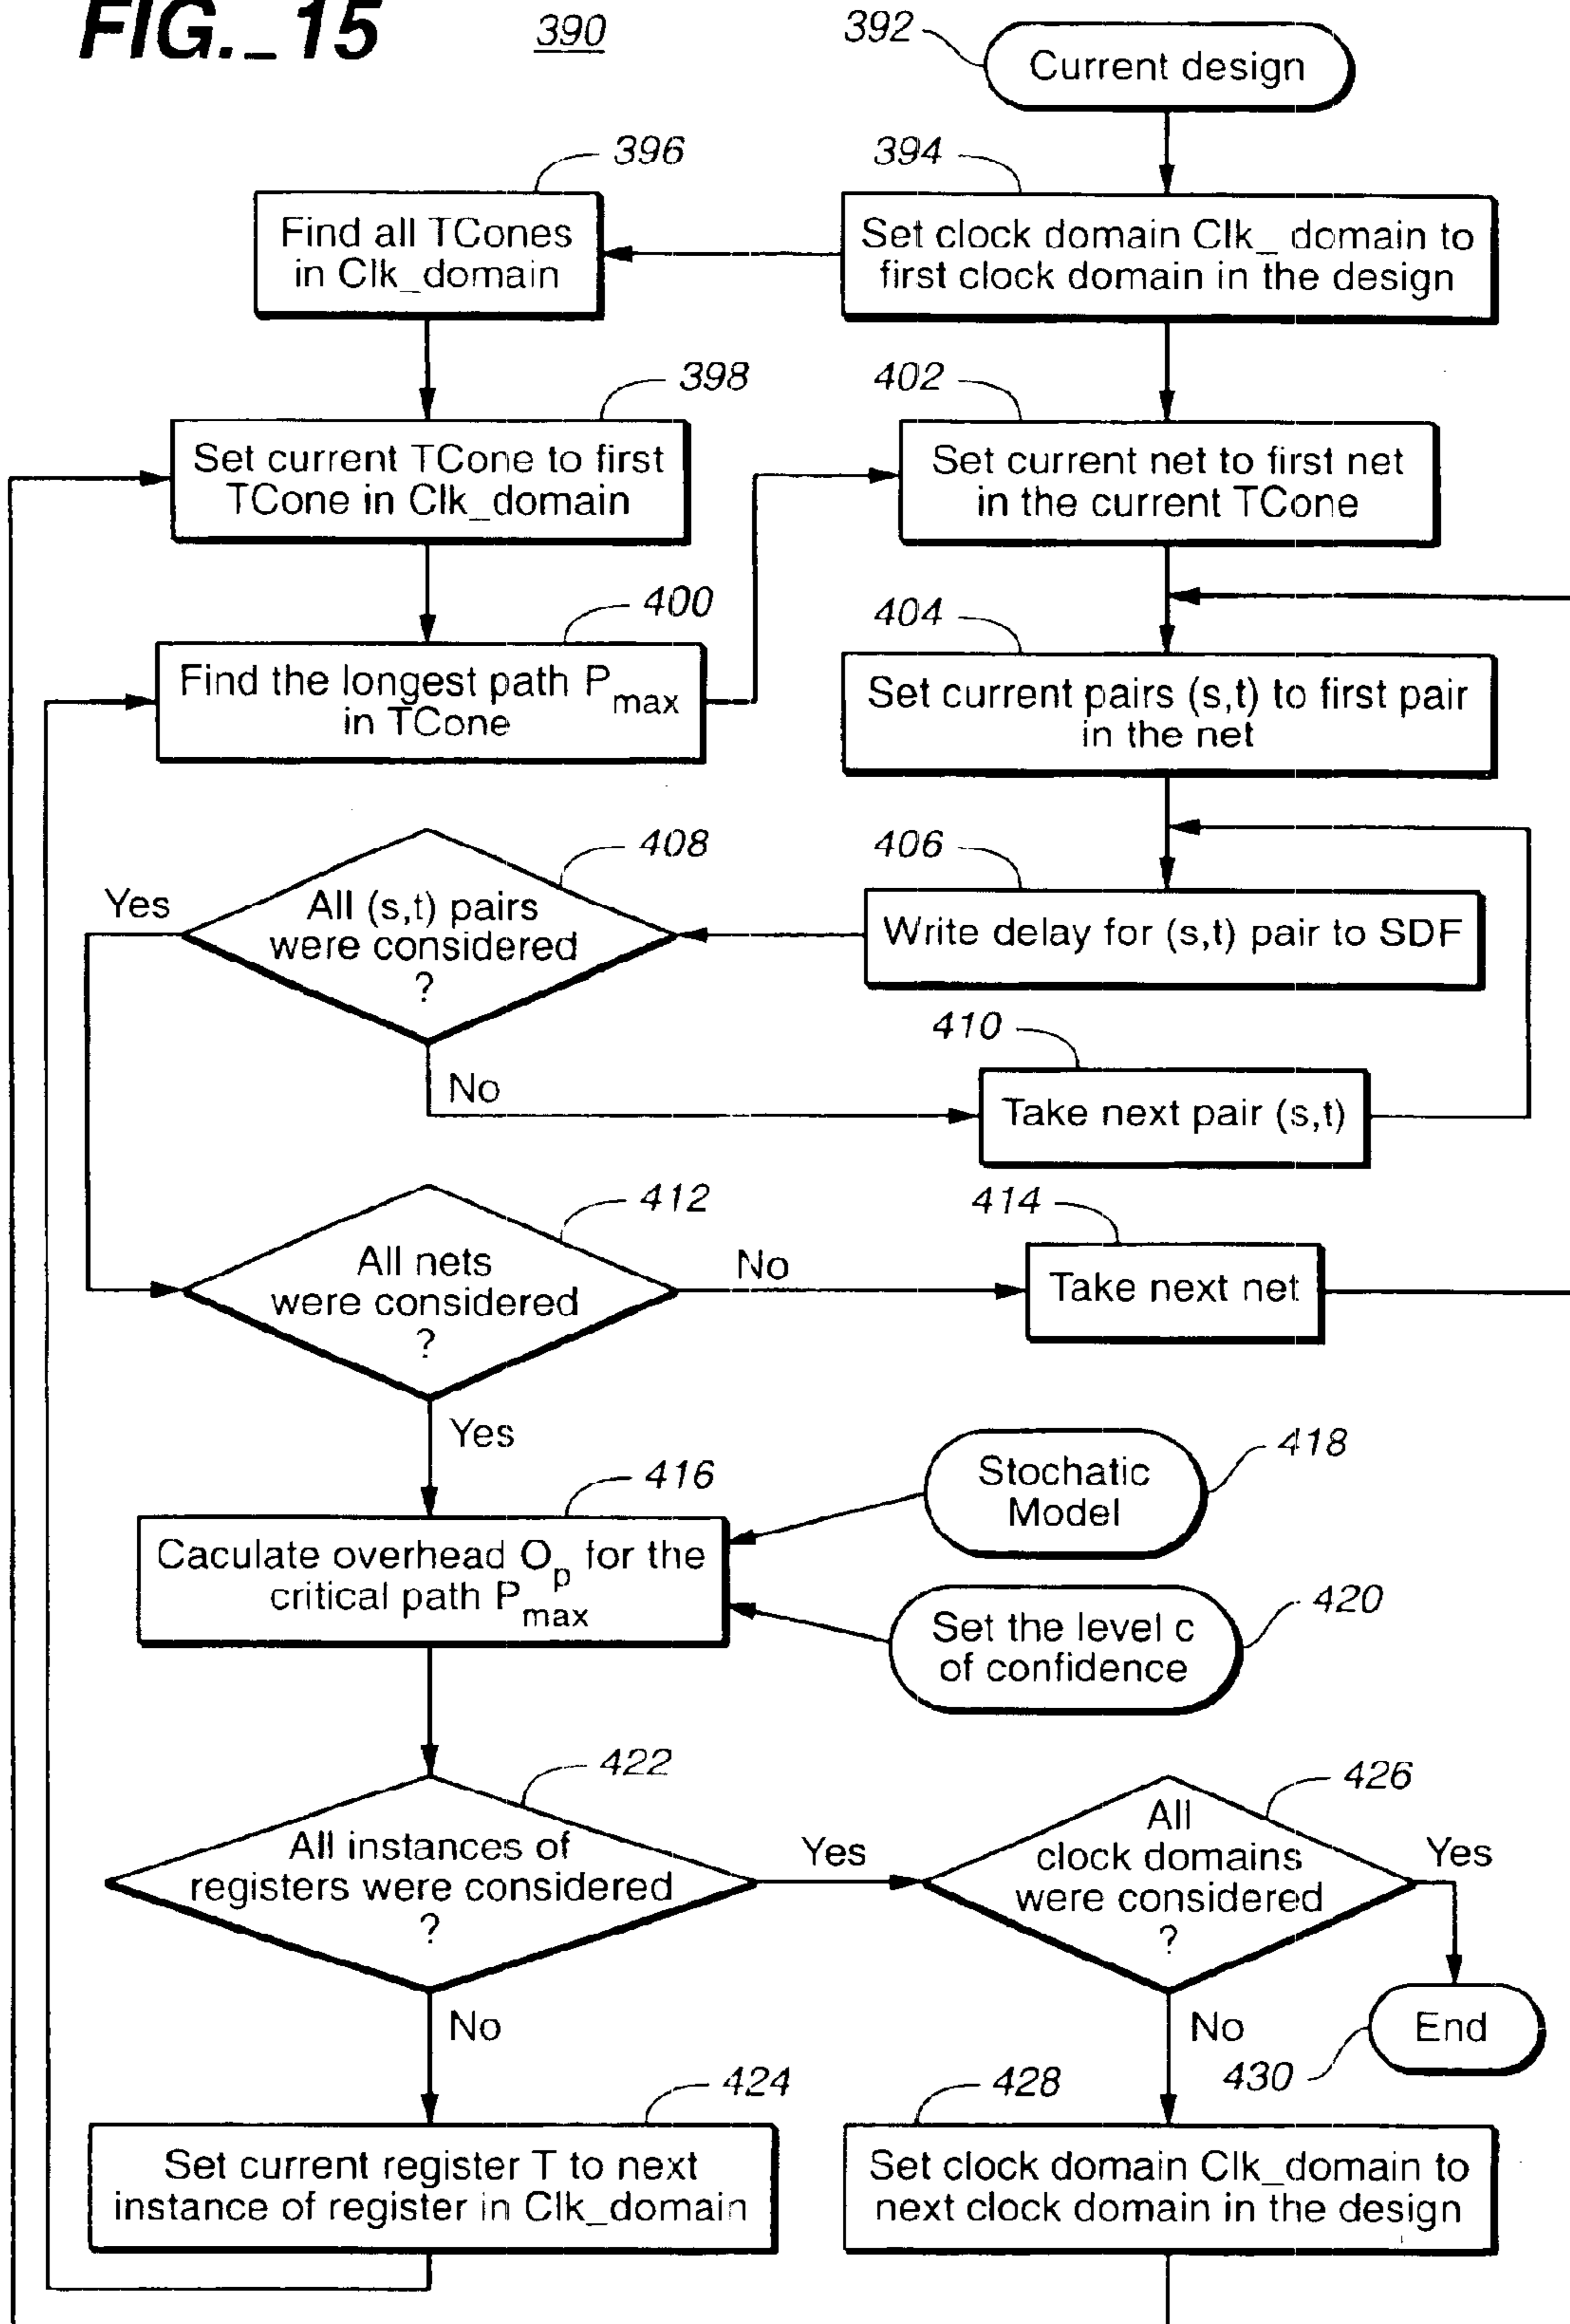 FIG._15
390
392
Current design
396
394
Find all TCones
in Clk_domain
Set clock domain Clk_ domain to
first clock domain in the design
398
402
Set current TCone to first
TCone in Clk_domain
Set current net to first net
in the current TCone
400
404
Find the longest path Pmax
in TCone
Set current pairs (s,t) to first pair
in the net
408
406
Yes
All (s,t) pairs
were considered
?
Write delay for (s,t) pair to SDF
410
No
Take next pair (s,t)
412
414
All nets
were considered
?
No
Take next net
Yes
418
Stochatic
Model
416
Caculate overhead Op for the
critical path Pmax
420
Set the level c
of confidence
422
426
All instances of
registers were considered
?
Yes
All
clock domains
were considered
?
Yes
No
No
End
430
424
428
Set current register T to next
instance of register in Clk_domain
Set clock domain Clk_domain to
next clock domain in the design